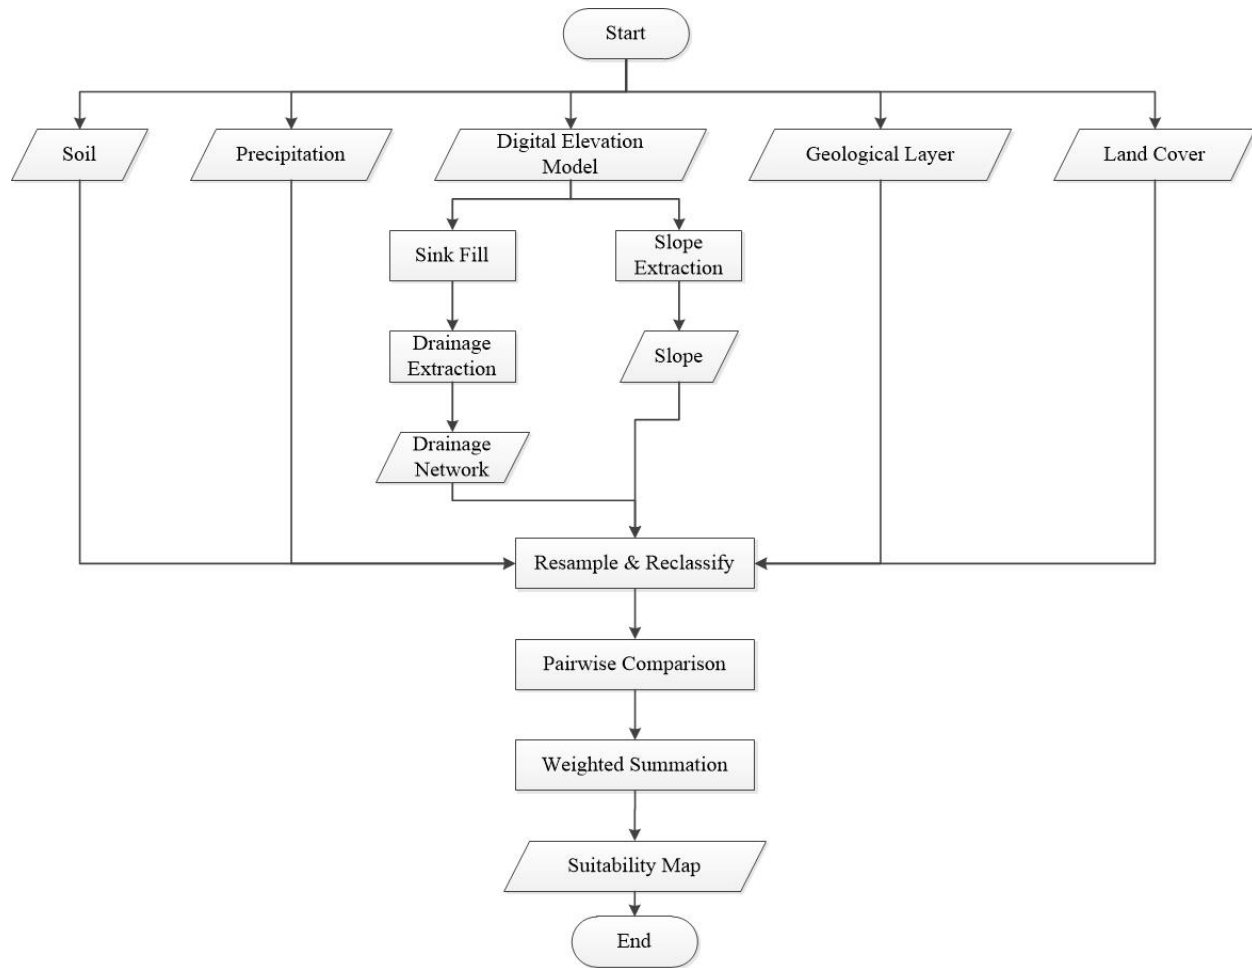 Start
Soil
Precipitation
Digital Elevation
Model
Geological Layer
Land Cover
Sink Fill
Slope
Extraction
Drainage
Extraction
Slope
Drainage
Network
Resample & Reclassify
Pairwise Comparison
Weighted Summation
Suitability Map
End